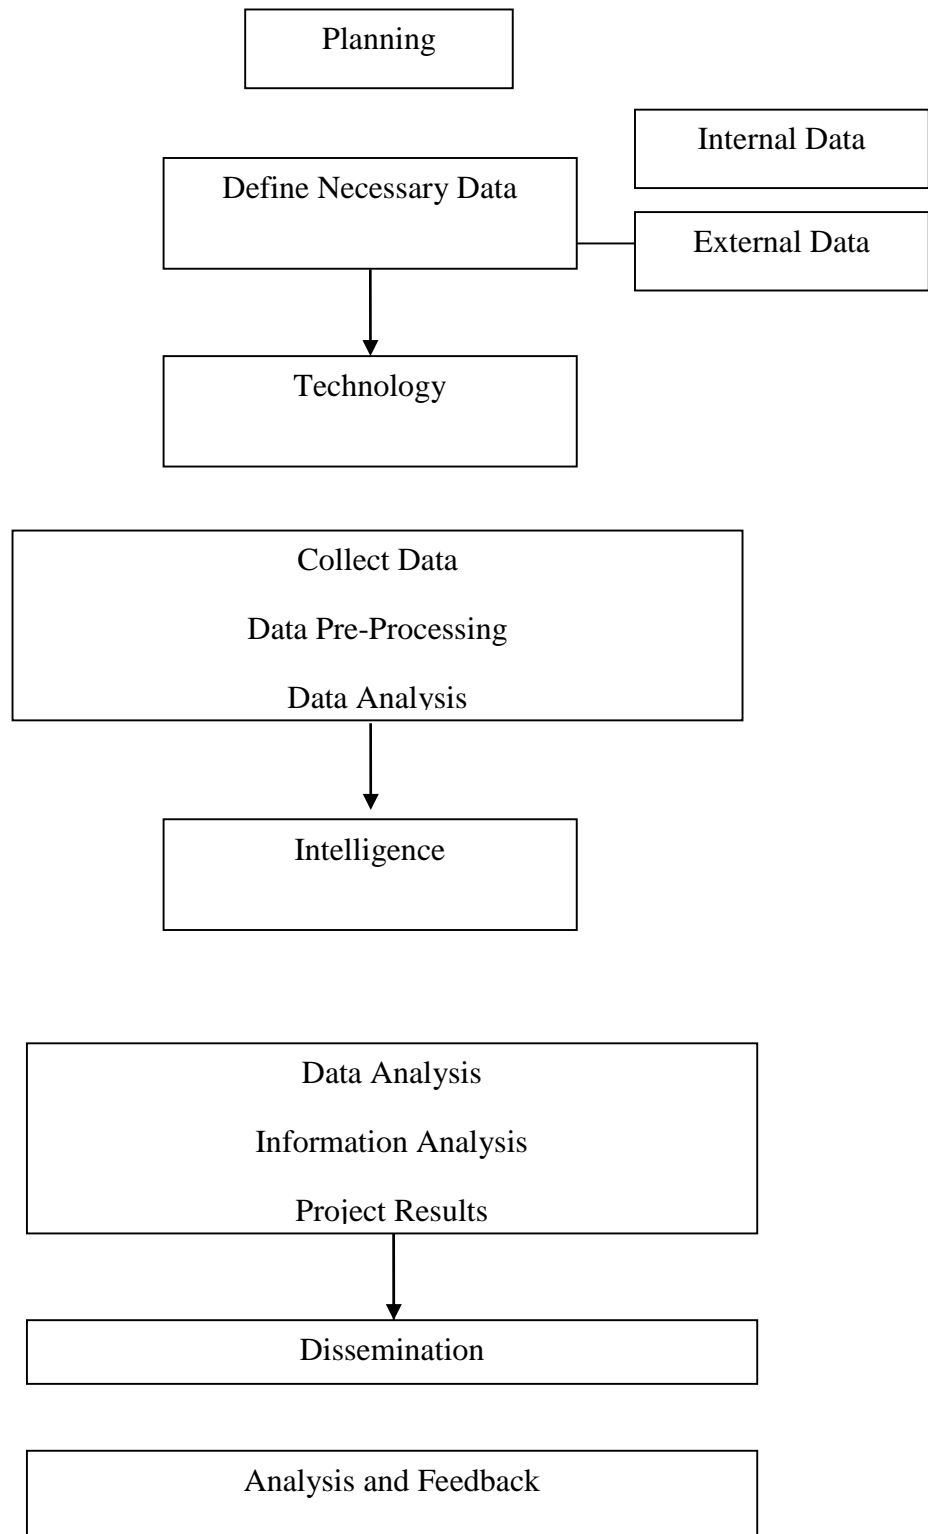 Planning
Internal Data
Define Necessary Data
External Data
Technology
Collect Data
Data Pre-Processing
Data Analysis
Intelligence
Data Analysis
Information Analysis
Project Results
Dissemination
Analysis and Feedback